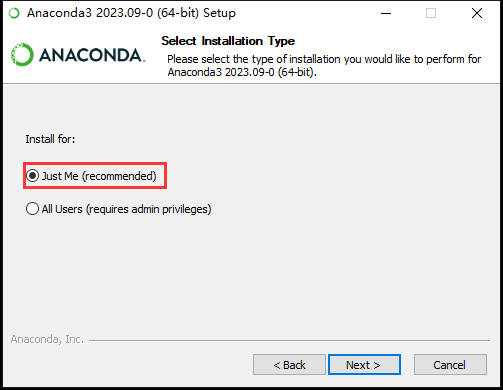 Anaconda3 2023.09-0 (64-bit) Setup
Select Installation Type
Please select the type of installation you would like to perform for
Anaconda3 2023.09-0 (64-bit).
ANACONDA.
Install for:
Just Me (recommended)
All Users (requires admin privileges)
Anaconda, Inc.
< Back
Next >
Cancel